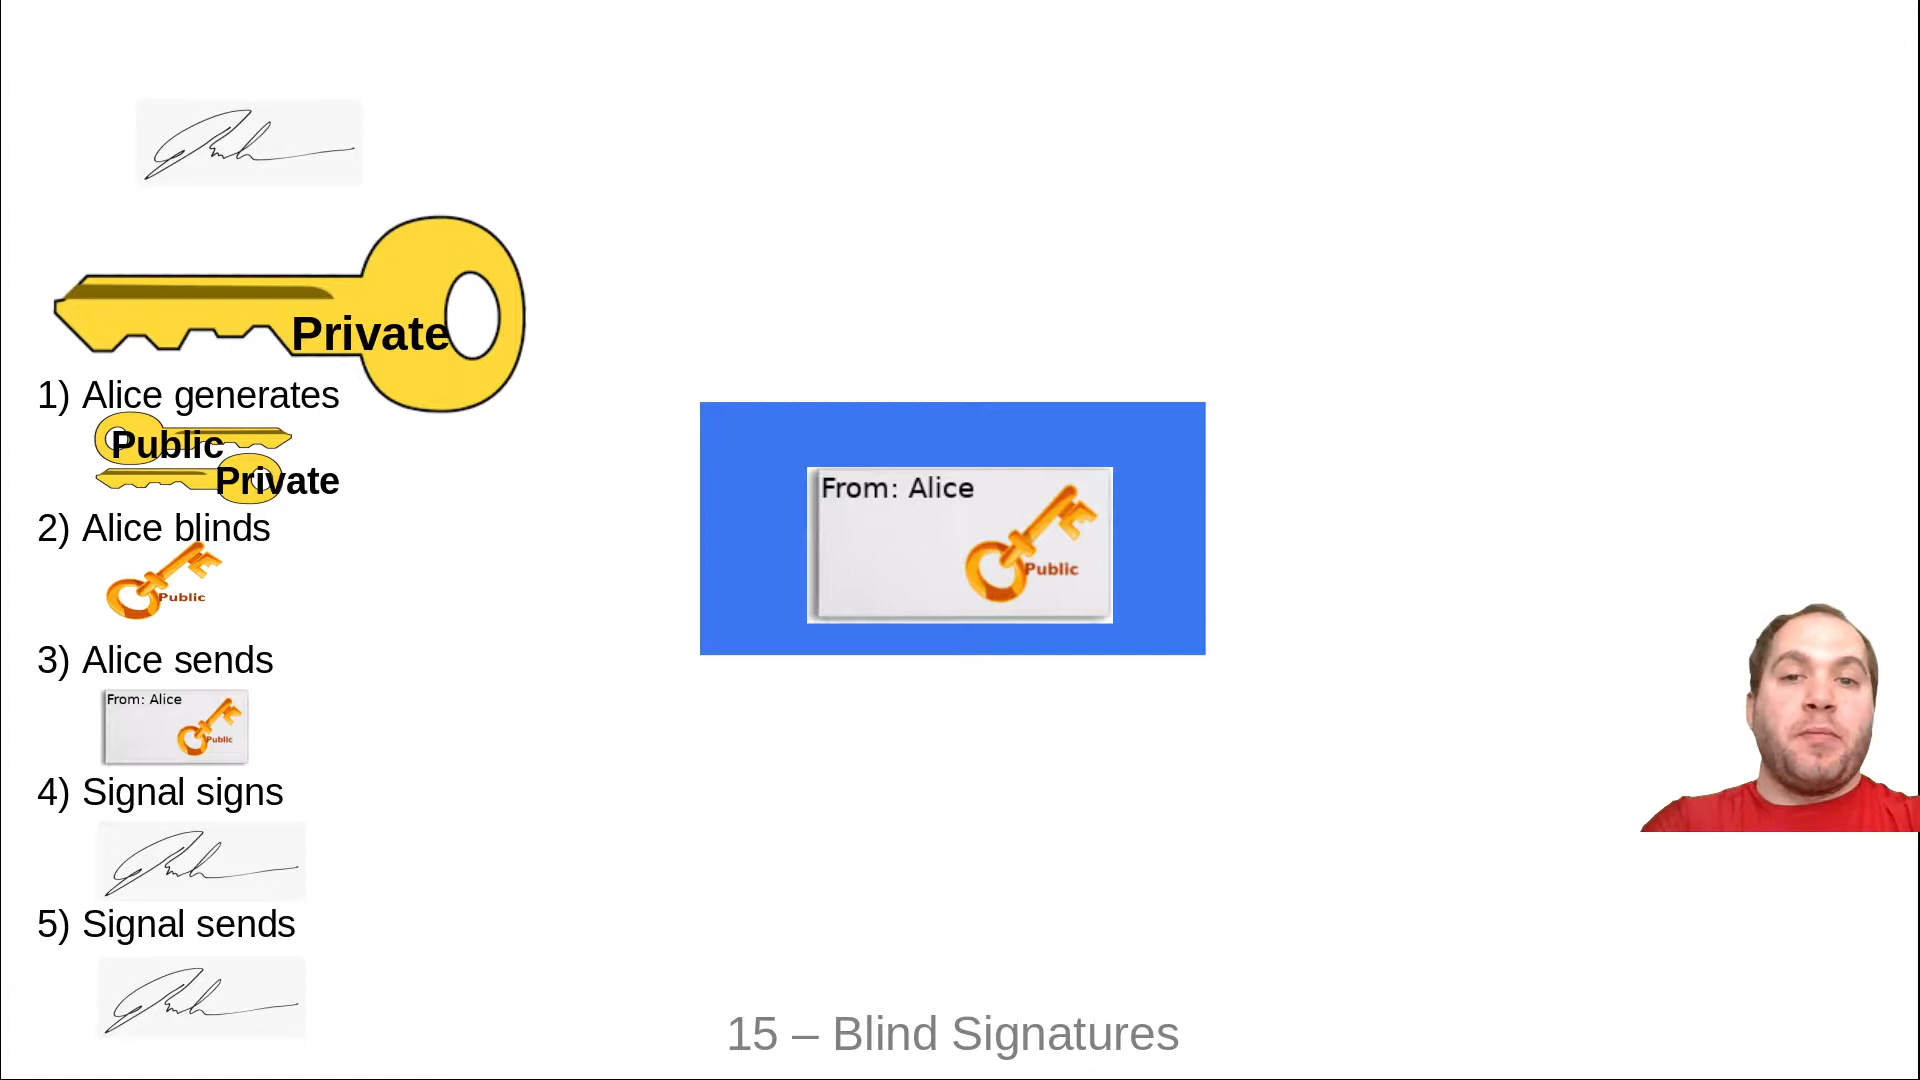 Private
1) Alice generates
Public
Private
2) Alice blinds
Public
3) Alice sends
From: Alice
Public
4) Signal signs
5) Signal sends
From: Alice
Public
15 – Blind Signatures